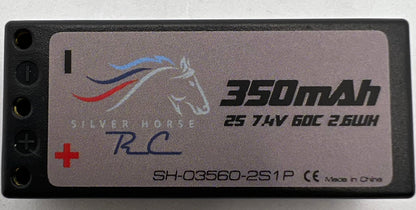 350mAh
2S 7.4V 60C 2.6WH
SILVER HORSE
RC
SH-03560-2S1P CE Made in China